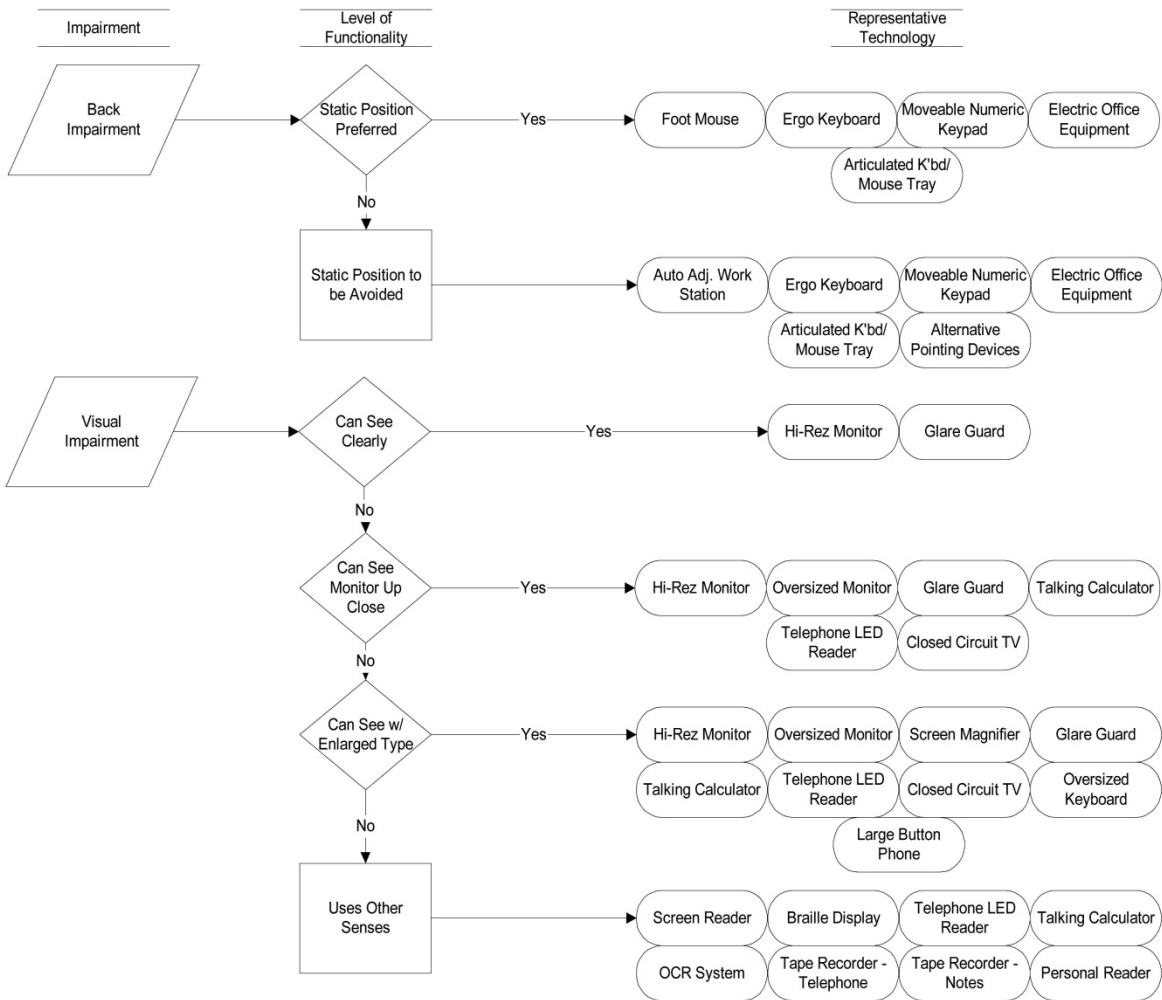 Impairment
Level of
Functionality
Representative
Technology
Back
Impairment
Static Position
Preferred
Yes
Foot Mouse
Ergo Keyboard
Moveable Numeric
Keypad
Electric Office
Equipment
Articulated K'bd/
Mouse Tray
No
Static Position to
be Avoided
Auto Adj. Work
Station
Ergo Keyboard
Moveable Numeric
Keypad
Electric Office
Equipment
Articulated K'bd/
Mouse Tray
Alternative
Pointing Devices
Visual
Impairment
Can See
Clearly
Yes
Hi-Rez Monitor
Glare Guard
No
Can See
Monitor Up
Close
Yes
Hi-Rez Monitor
Oversized Monitor
Glare Guard
Talking Calculator
Telephone LED
Reader
Closed Circuit TV
No
Can See w/
Enlarged Type
Yes
Hi-Rez Monitor
Oversized Monitor
Screen Magnifier
Glare Guard
Talking Calculator
Telephone LED
Reader
Closed Circuit TV
Oversized
Keyboard
Large Button
Phone
No
Uses Other
Senses
Screen Reader
Braille Display
Telephone LED
Reader
Talking Calculator
OCR System
Tape Recorder -
Telephone
Tape Recorder -
Notes
Personal Reader